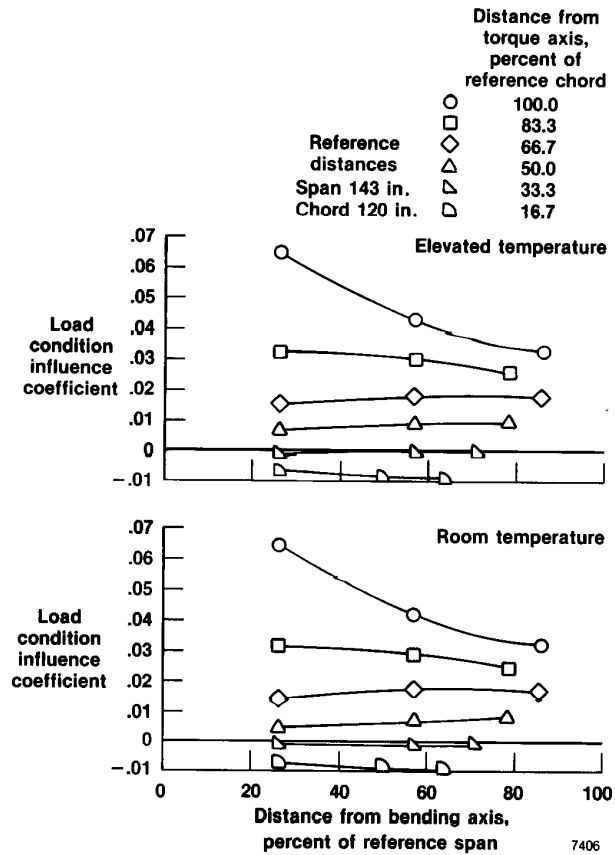 Distance from
torque axis,
percent of
reference chord
100.0
83.3
66.7
50.0
33.3
16.7
Reference
distances
Span 143 in.
Chord 120 in.
Elevated temperature
Load
condition
influence
coefficient
.07
.06
.05
.04
.03
.02
.01
0
-.01
Room temperature
Load
condition
influence
coefficient
.07
.06
.05
.04
.03
.02
.01
0
-.01
0 20 40 60 80 100
Distance from bending axis,
percent of reference span
7406